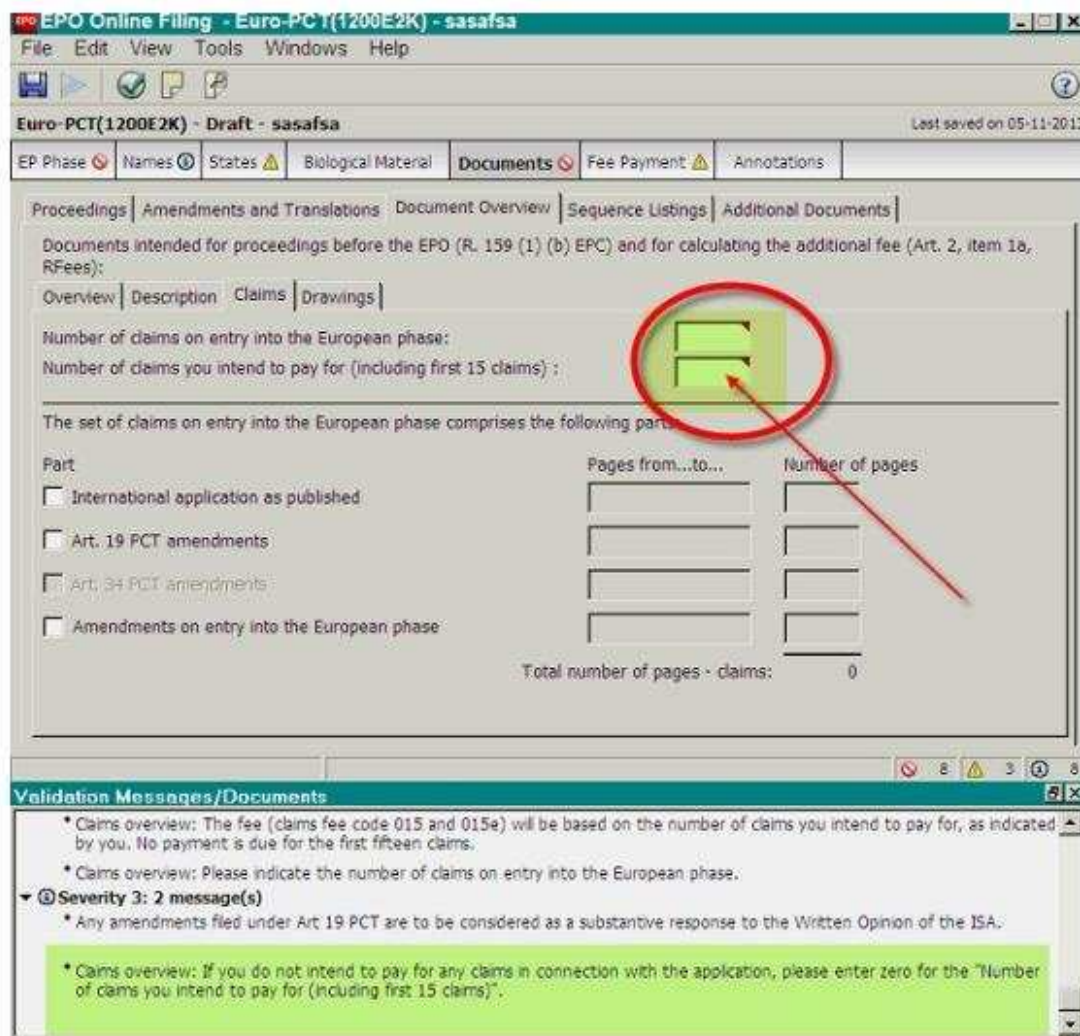 EPO EPO Online Filing - Euro-PCT(1200E2K) - sasafsa
File Edit View Tools Windows Help
Euro-PCT(1200E2K) - Draft - sasafsa Last saved on 05-11-201
EP Phase Names States Biological Material Documents Fee Payment Annotations
Proceedings Amendments and Translations Document Overview Sequence Listings Additional Documents
Documents intended for proceedings before the EPO (R. 159 (1) (b) EPC) and for calculating the additional fee (Art. 2, item 1a,
RFees):
Overview Description Claims Drawings
Number of claims on entry into the European phase:
Number of claims you intend to pay for (including first 15 claims) :
The set of claims on entry into the European phase comprises the following parts
Part Pages from...to... Number of pages
International application as published
Art. 19 PCT amendments
Art. 34 PCT amendments
Amendments on entry into the European phase
Total number of pages - claims: 0
8 3 8
Validation Messages/Documents
* Claims overview: The fee (claims fee code 015 and 015e) will be based on the number of claims you intend to pay for, as indicated
by you. No payment is due for the first fifteen claims.
* Claims overview: Please indicate the number of claims on entry into the European phase.
Severity 3: 2 message(s)
* Any amendments filed under Art 19 PCT are to be considered as a substantive response to the Written Opinion of the ISA.
* Claims overview: If you do not intend to pay for any claims in connection with the application, please enter zero for the "Number
of claims you intend to pay for (including first 15 claims)".